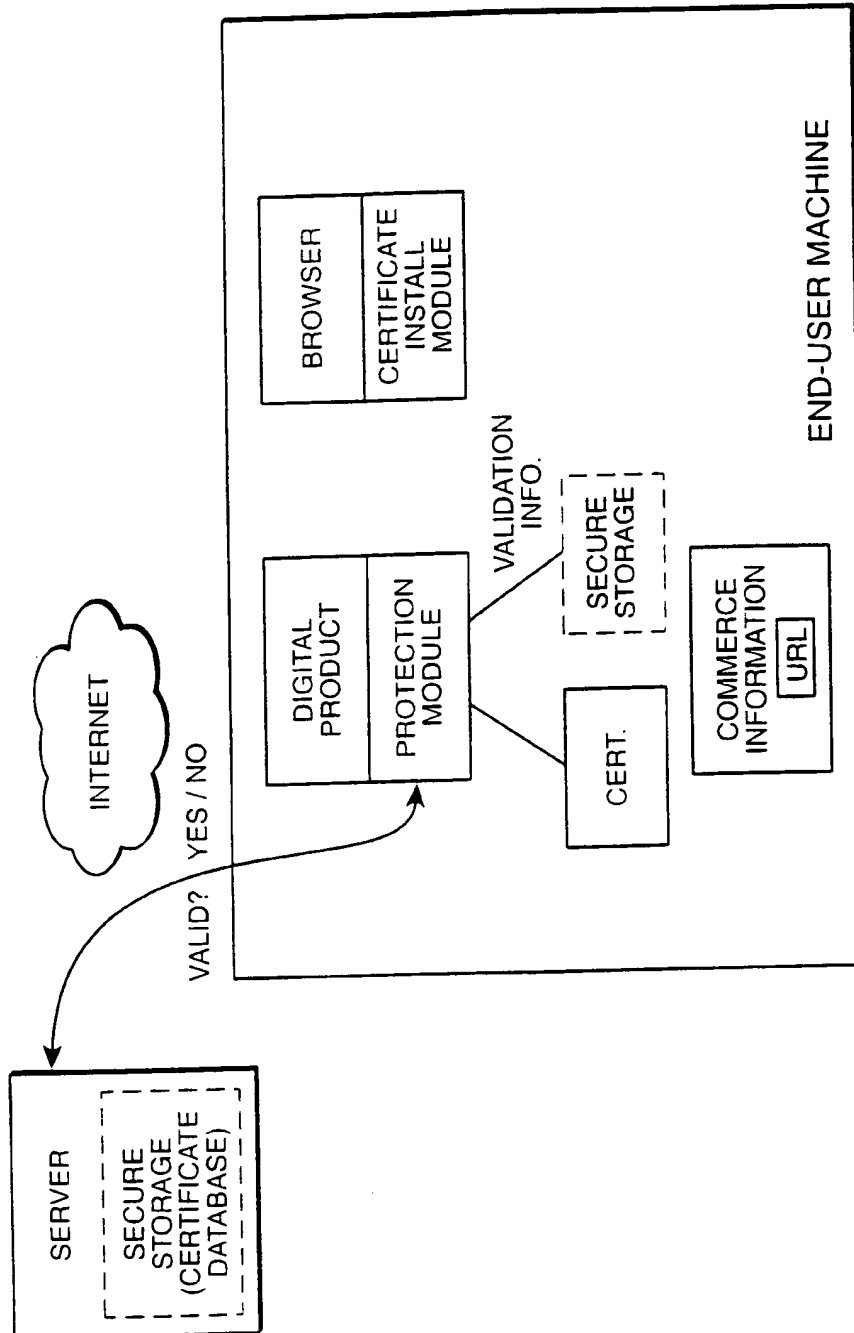 SERVER
SECURE
STORAGE
(CERTIFICATE
DATABASE)
INTERNET
VALID? YES / NO
DIGITAL
PRODUCT
PROTECTION
MODULE
BROWSER
CERTIFICATE
INSTALL
MODULE
CERT.
VALIDATION
INFO.
SECURE
STORAGE
COMMERCE
INFORMATION
URL
END-USER MACHINE